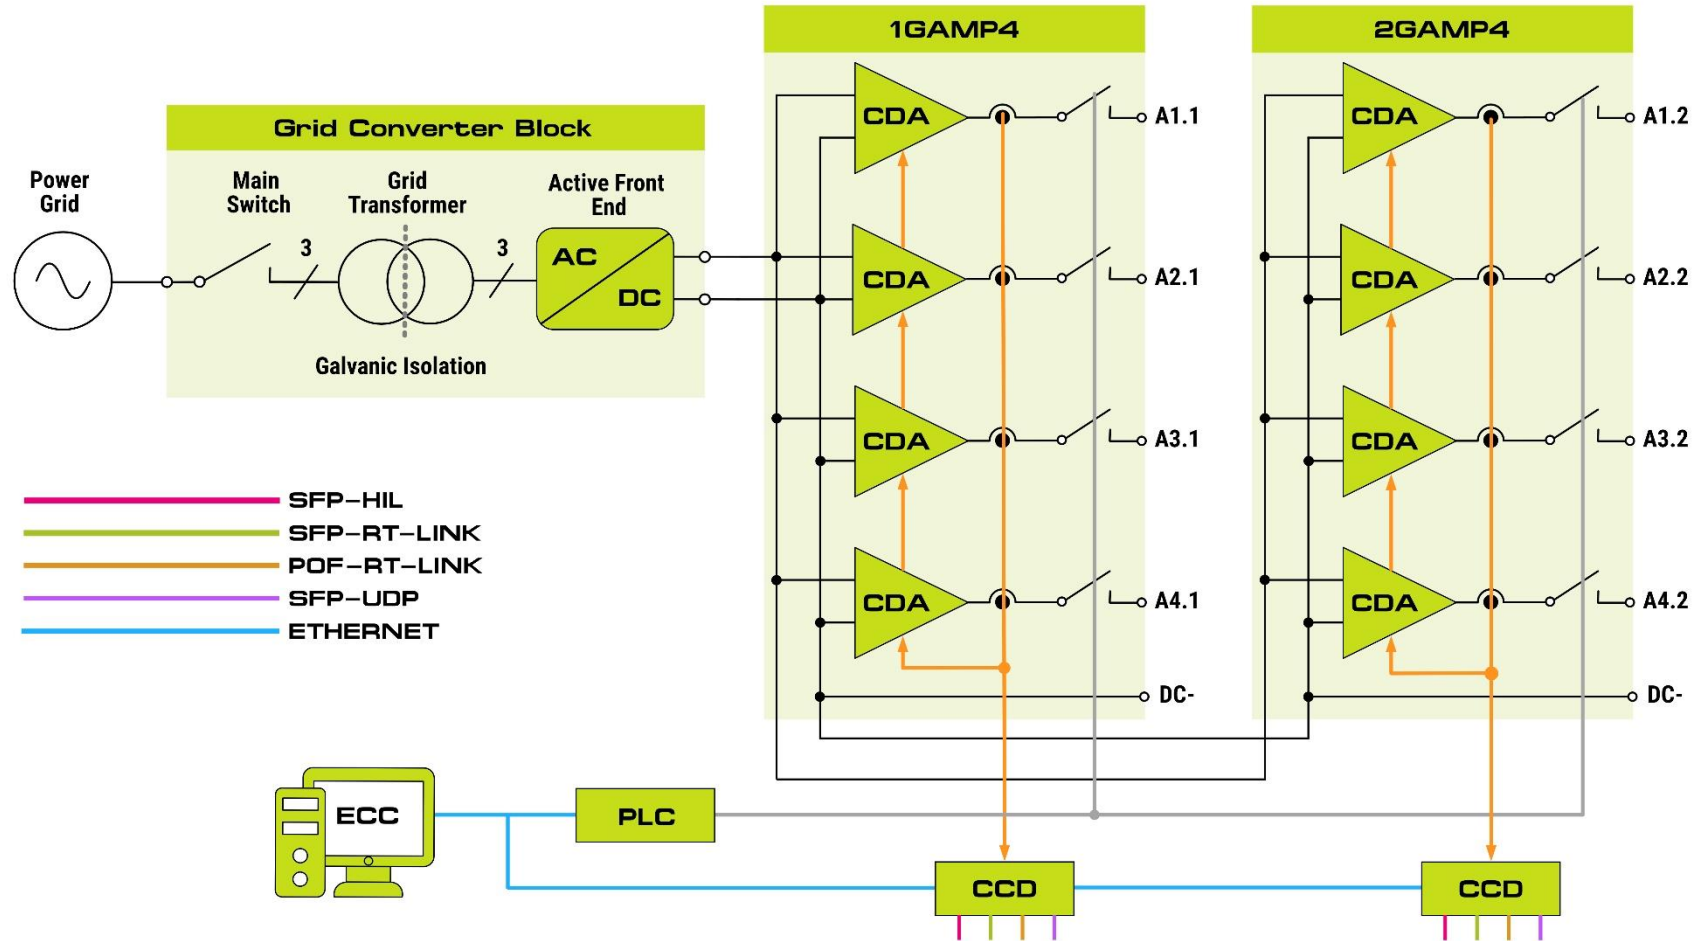 1GAMP4
2GAMP4
Grid Converter Block
Power
Grid
Main
Switch
Grid
Transformer
Active Front
End
3
3
AC
DC
Galvanic Isolation
CDA
A1.1
CDA
A2.1
CDA
A3.1
CDA
A4.1
DC-
CDA
A1.2
CDA
A2.2
CDA
A3.2
CDA
A4.2
DC-
SFP-HIL
SFP-RT-LINK
POF-RT-LINK
SFP-UDP
ETHERNET
ECC
PLC
CCD
CCD